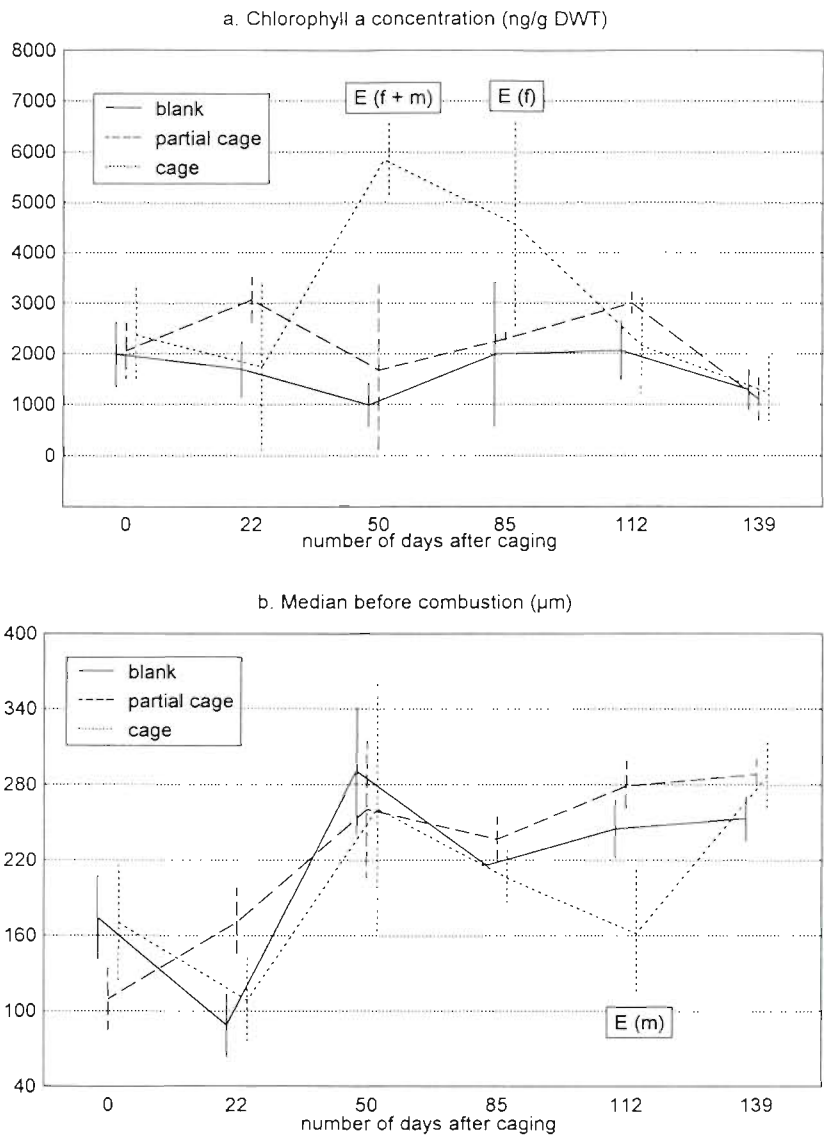 a. Chlorophyll a concentration (ng/g DWT)
8000
7000
6000
5000
4000
3000
2000
1000
0
blank
partial cage
cage
E (f + m)
E (f)
0 22 50 85 112 139
number of days after caging
b. Median before combustion (µm)
400
340
280
220
160
100
40
blank
partial cage
cage
E (m)
0 22 50 85 112 139
number of days after caging